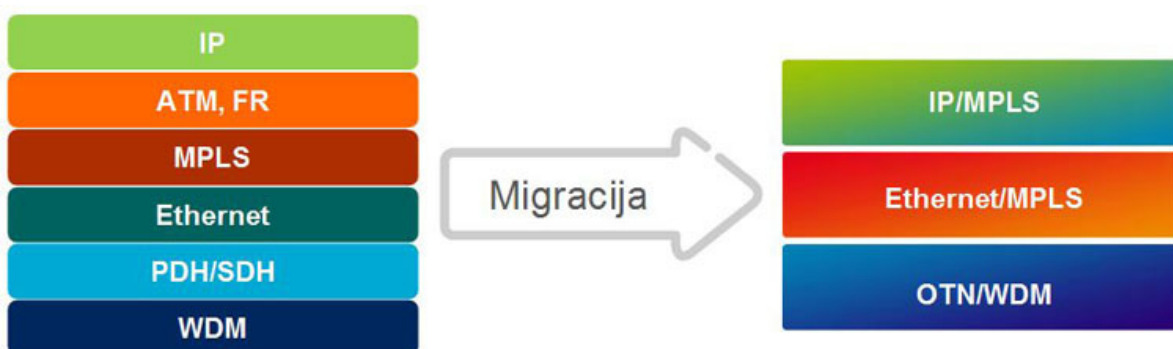 IP
ATM, FR
MPLS
Ethernet
PDH/SDH
WDM
Migracija
IP/MPLS
Ethernet/MPLS
OTN/WDM